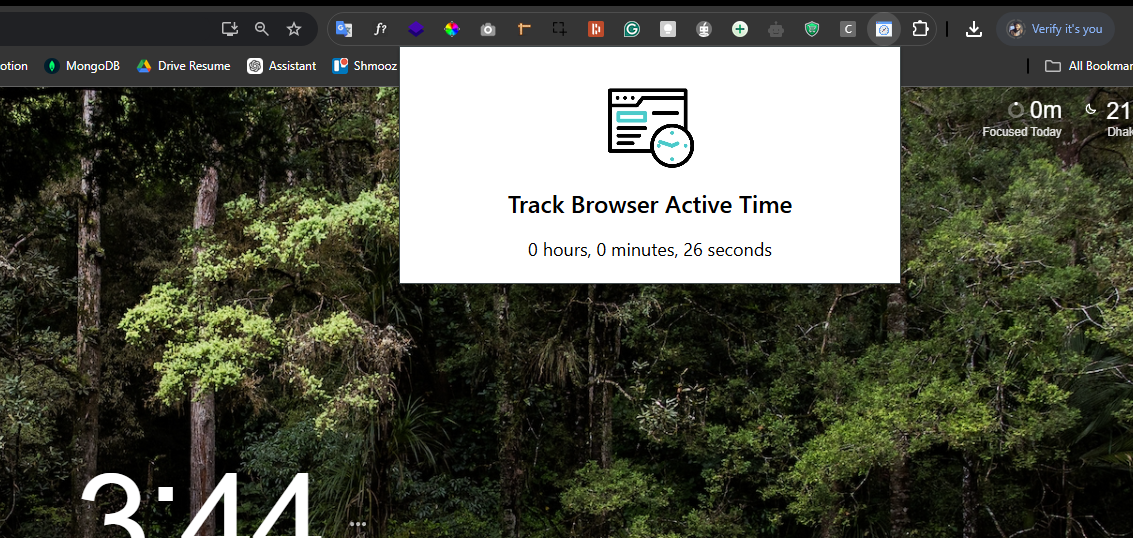 f?
C
Verify it's you
otion
MongoDB
Drive Resume
Assistant
Shmooz
All Bookmar
Track Browser Active Time
0 hours, 0 minutes, 26 seconds
0m
Focused Today
21
Dhak
3:44